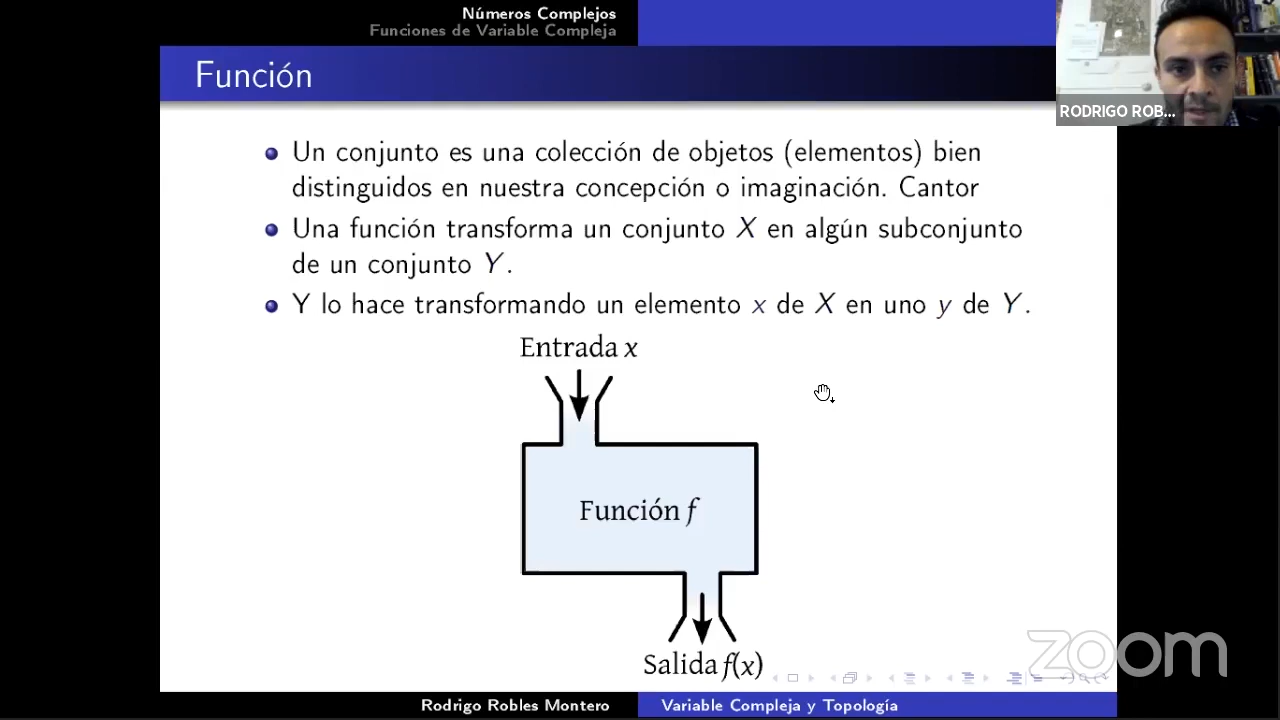 Números Complejos
Funciones de Variable Compleja
Función
RODRIGO ROB...
Un conjunto es una colección de objetos (elementos) bien
distinguidos en nuestra concepción o imaginación. Cantor
Una función transforma un conjunto X en algún subconjunto
de un conjunto Y.
Y lo hace transformando un elemento x de X en uno y de Y.
Entrada x
Función f
Salida f(x)
zoom
Rodrigo Robles Montero
Variable Compleja y Topología